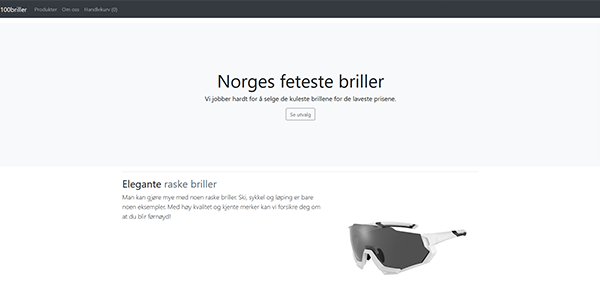 100briller Produkter Om oss Handlekurv (0)
Norges feteste briller
Vi jobber hardt for å selge de kuleste brillene for de laveste prisene.
Se utvalg
Elegante raske briller
Man kan gjøre mye med noen raske briller. Ski, sykkel og løping er bare
noen eksempler. Med høy kvalitet og kjente merker kan vi forsikre deg om
at du blir fornøyd!